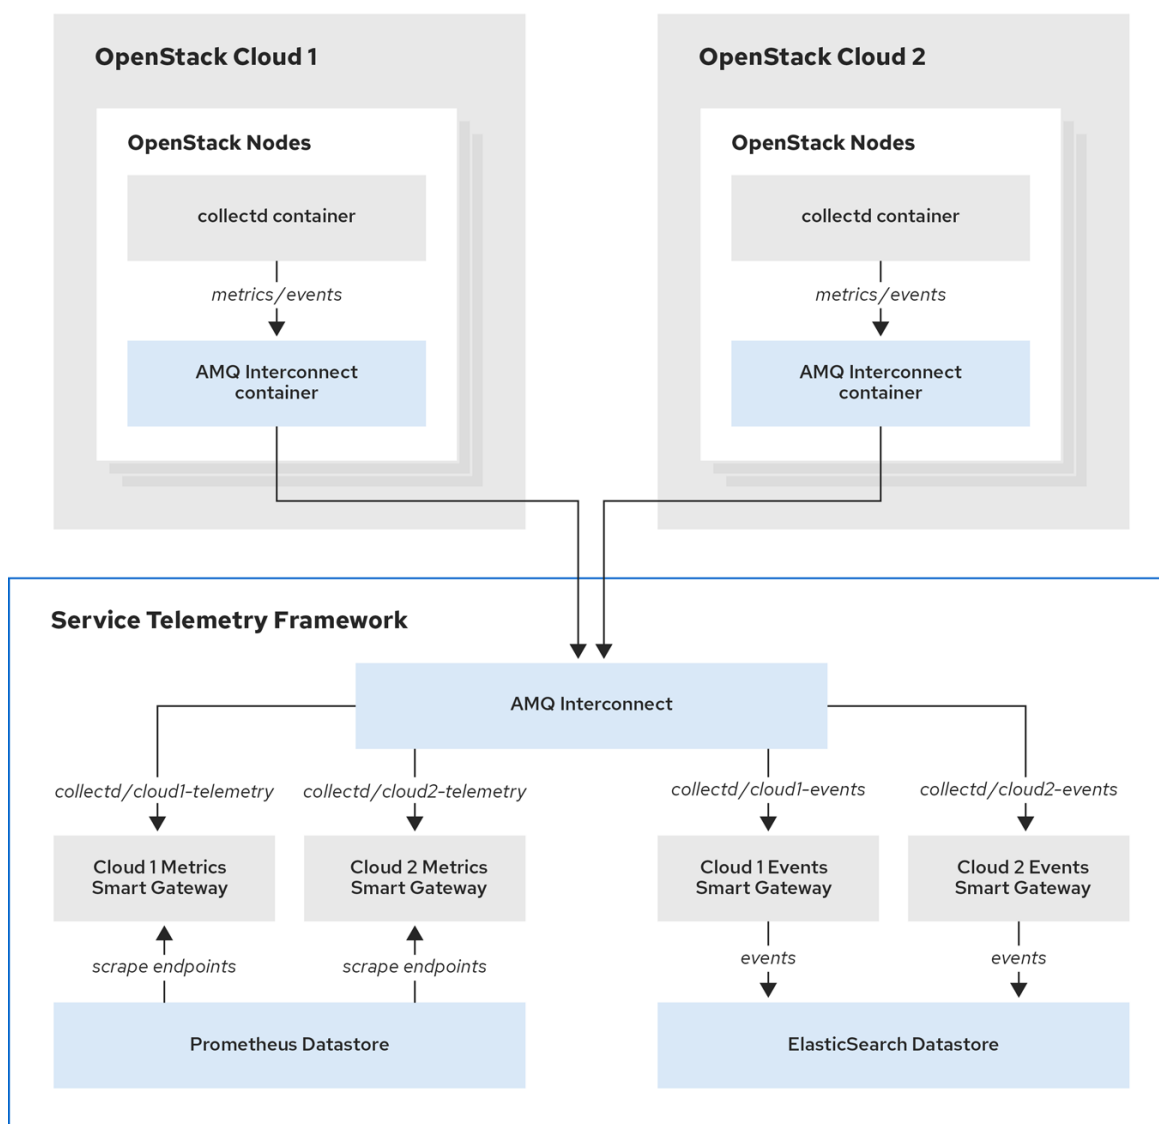 OpenStack Cloud 1
OpenStack Nodes
collectd container
metrics/events
AMQ Interconnect
container
OpenStack Cloud 2
OpenStack Nodes
collectd container
metrics/events
AMQ Interconnect
container
Service Telemetry Framework
AMQ Interconnect
collectd/cloud1-telemetry
collectd/cloud2-telemetry
collectd/cloud1-events
collectd/cloud2-events
Cloud 1 Metrics
Smart Gateway
Cloud 2 Metrics
Smart Gateway
Cloud 1 Events
Smart Gateway
Cloud 2 Events
Smart Gateway
scrape endpoints
scrape endpoints
events
events
Prometheus Datastore
ElasticSearch Datastore